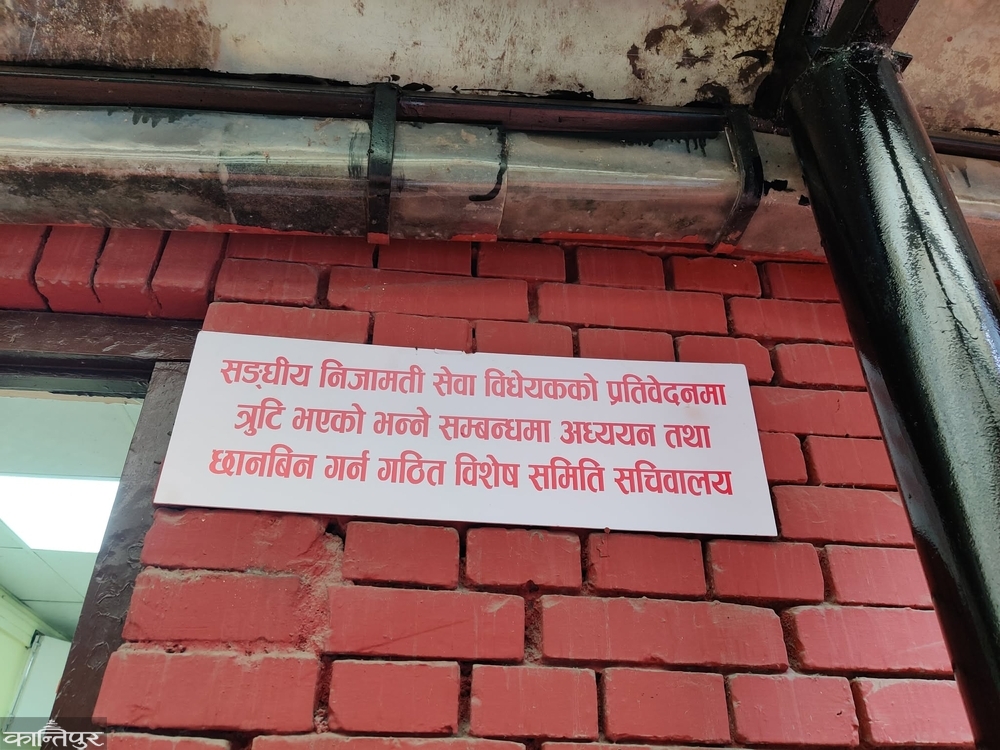 सङ्घीय निजामती सेवा विधेयकको प्रतिवेदनमा
त्रुटि भएको भन्ने सम्बन्धमा अध्ययन तथा
छानबिन गर्न गठित विशेष समिति सचिवालय
कान्तिपुर